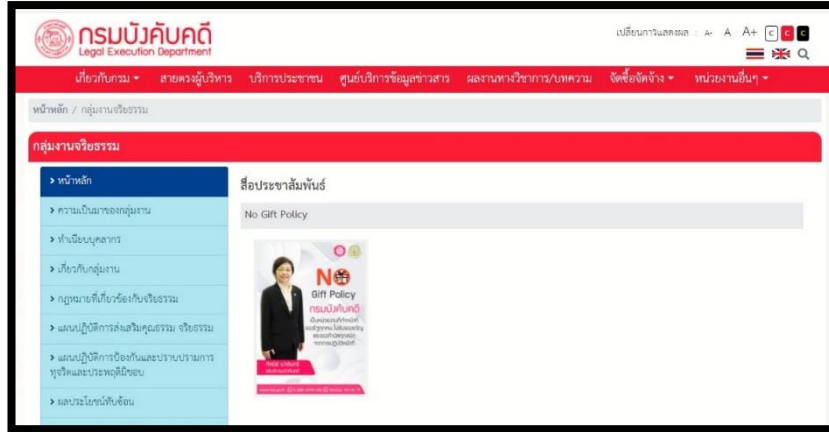 กรมบังคับคดี
Legal Execution Department
เปลี่ยนการแสดงผล : A- A A+ C C C
เกี่ยวกับกรม สายตรงผู้บริหาร บริการประชาชน ศูนย์บริการข้อมูลข่าวสาร ผลงานทางวิชาการ/บทความ จัดซื้อจัดจ้าง หน่วยงานอื่นๆ
หน้าหลัก / กลุ่มงานจริยธรรม
กลุ่มงานจริยธรรม
> หน้าหลัก
> ความเป็นมาของกลุ่มงาน
> ทำเนียบบุคลากร
> เกี่ยวกับกลุ่มงาน
> กฎหมายที่เกี่ยวข้องกับจริยธรรม
> แผนปฏิบัติการส่งเสริมคุณธรรม จริยธรรม
> แผนปฏิบัติการป้องกันและปราบปรามการ
ทุจริตและประพฤติมิชอบ
> ผลประโยชน์ทับซ้อน
สื่อประชาสัมพันธ์
No Gift Policy
NO
Gift Policy
กรมบังคับคดี